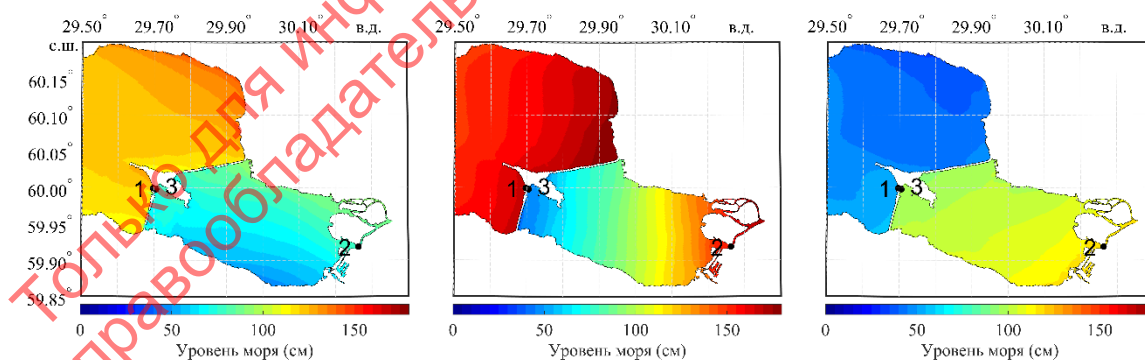 29.50° 29.70° 29.90° 30.10° в.д. 29.50° 29.70° 29.90° 30.10° в.д. 29.50° 29.70° 29.90° 30.10° в.д.
с.ш.
60.15°
60.10°
60.05°
60.00°
59.95°
59.90°
59.85°
1 3 2
1 3 2
1 3 2
0 50 100 150 0 50 100 150 0 50 100 150
Уровень моря (см) Уровень моря (см) Уровень моря (см)
только для
правообладател